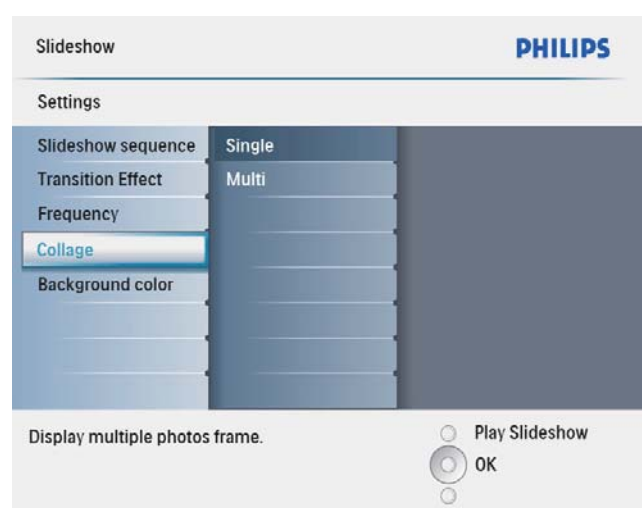 Slideshow
PHILIPS
Settings
Slideshow sequence
Single
Transition Effect
Multi
Frequency
Collage
Background color
Display multiple photos frame.
Play Slideshow
OK